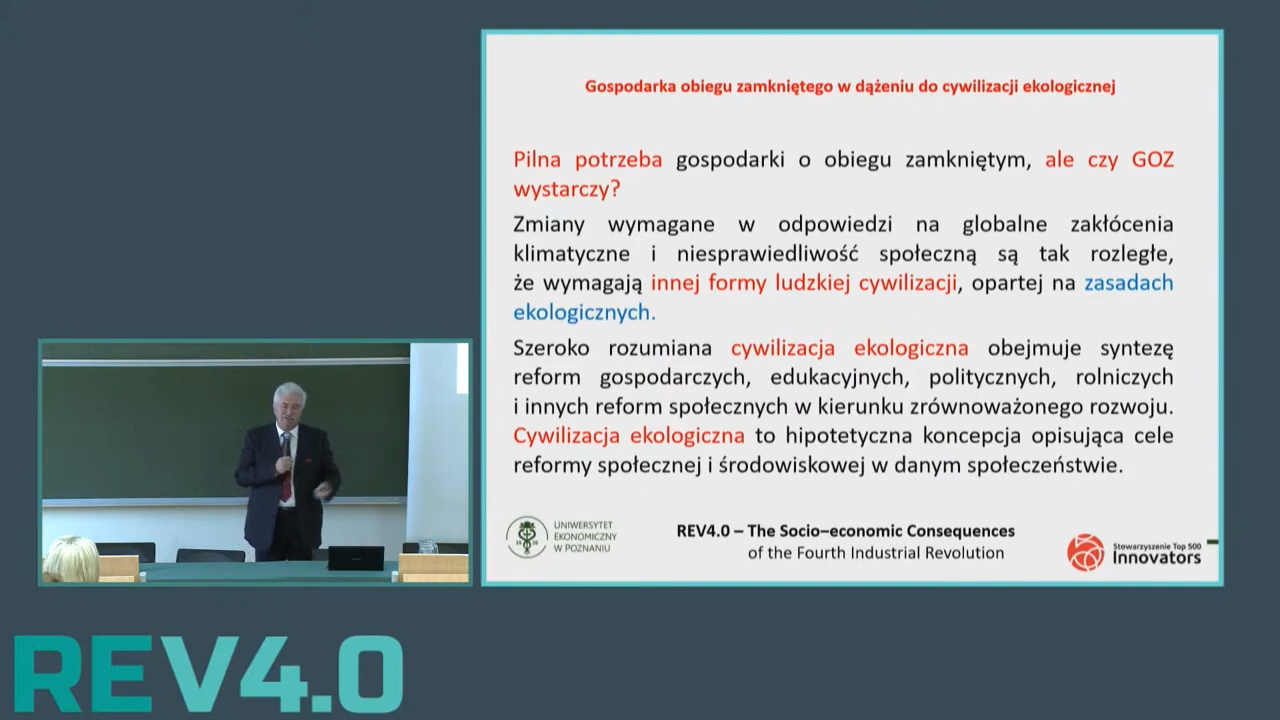 Gospodarka obiegu zamkniętego w dążeniu do cywilizacji ekologicznej
Pilna potrzeba gospodarki o obiegu zamkniętym, ale czy GOZ
wystarczy?
Zmiany wymagane w odpowiedzi na globalne zakłócenia
klimatyczne i niesprawiedliwość społeczną są tak rozległe,
że wymagają innej formy ludzkiej cywilizacji, opartej na zasadach
ekologicznych.
Szeroko rozumiana cywilizacja ekologiczna obejmuje syntezę
reform gospodarczych, edukacyjnych, politycznych, rolniczych
i innych reform społecznych w kierunku zrównoważonego rozwoju.
Cywilizacja ekologiczna to hipotetyczna koncepcja opisująca cele
reformy społecznej i środowiskowej w danym społeczeństwie.
UNIWERSYTET
EKONOMICZNY
W POZNANIU
REV4.0 – The Socio–economic Consequences
of the Fourth Industrial Revolution
Stowarzyszenie Top 500
Innovators
REV4.0